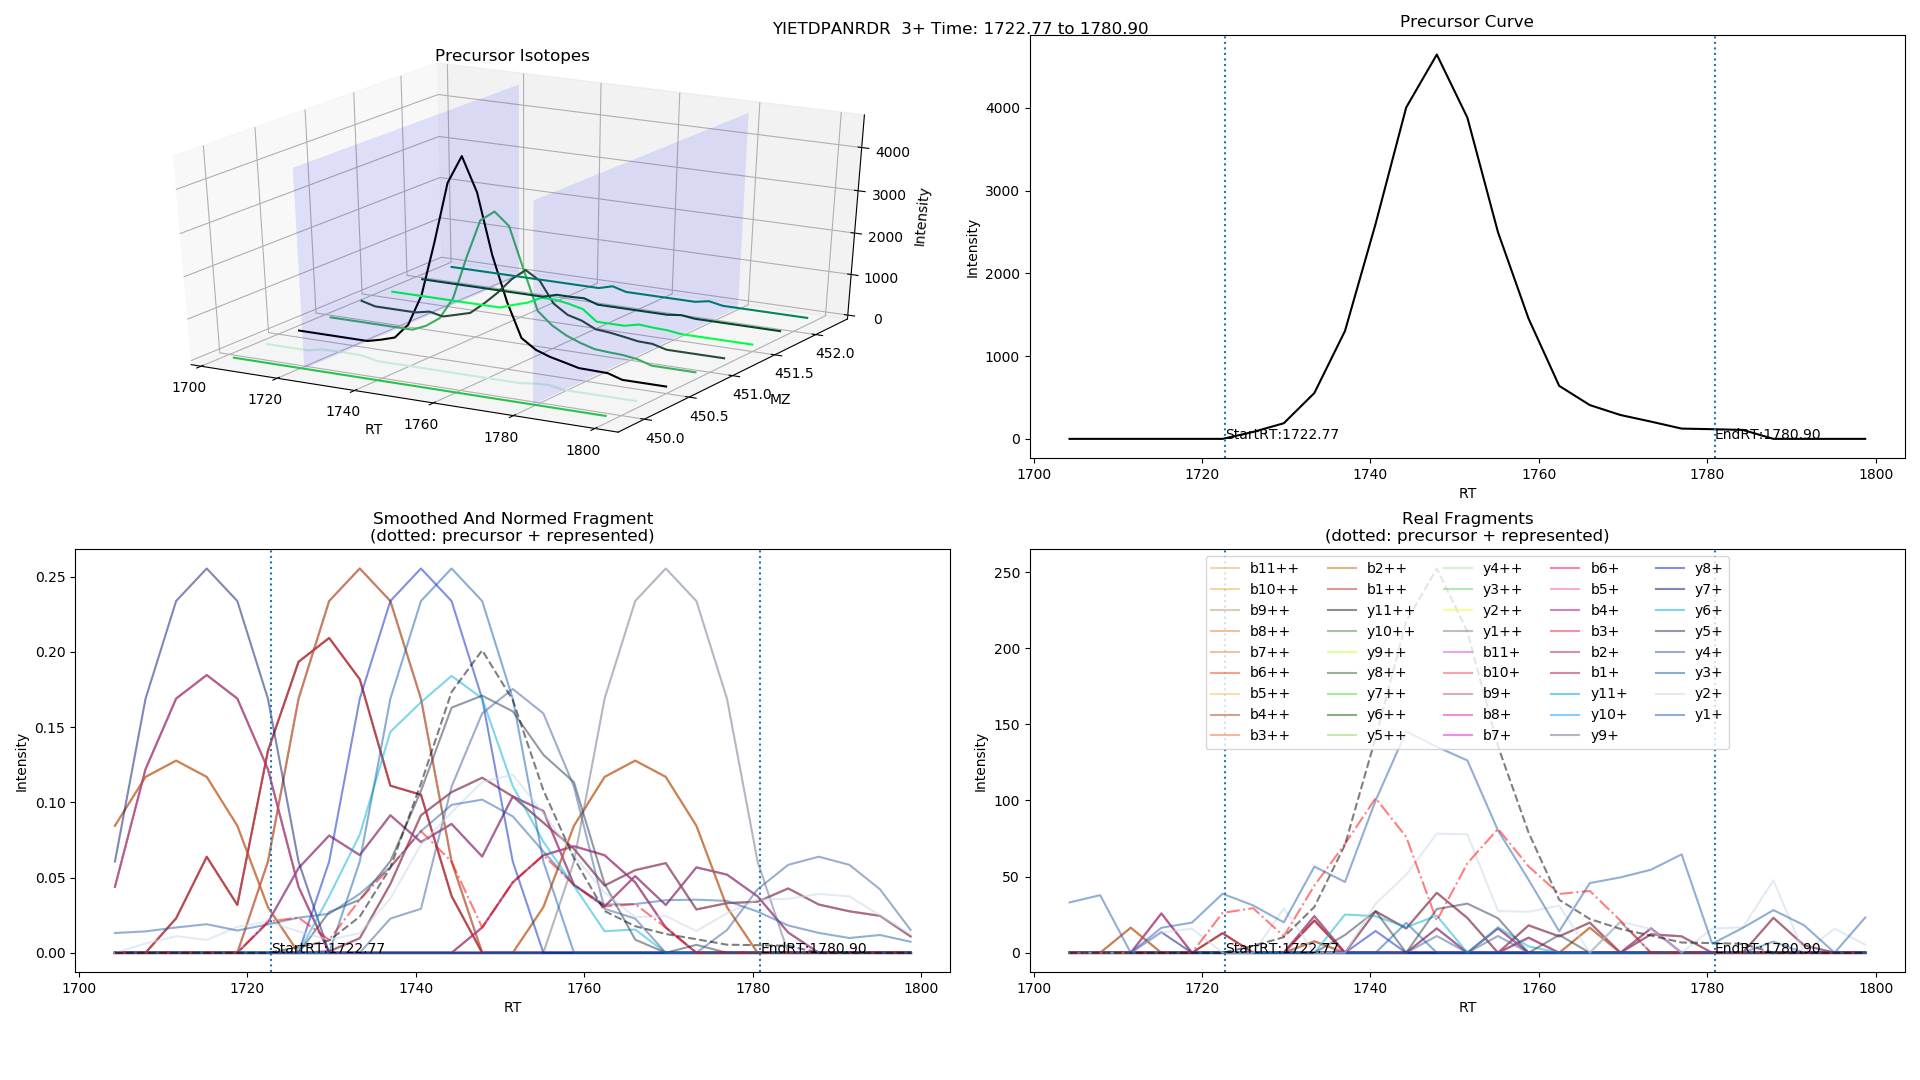 YIETDPANRDR  3+ Time: 1722.77 to 1780.90
Precursor Isotopes
4000
3000
2000
1000
0
Intensity
452.0
451.5
451.0
450.5
450.0
MZ
1700
1720
1740
1760
1780
1800
RT
Precursor Curve
4000
3000
2000
1000
0
Intensity
StartRT:1722.77
EndRT:1780.90
1700 1720 1740 1760 1780 1800
RT
Smoothed And Normed Fragment
(dotted: precursor + represented)
0.25
0.20
0.15
0.10
0.05
0.00
Intensity
StartRT:1722.77
EndRT:1780.90
1700 1720 1740 1760 1780 1800
RT
Real Fragments
(dotted: precursor + represented)
250
200
150
100
50
0
Intensity
b11++
b10++
b9++
b8++
b7++
b6++
b5++
b4++
b3++
b2++
b1++
y11++
y10++
y9++
y8++
y7++
y6++
y5++
y4++
y3++
y2++
y1++
b11+
b10+
b9+
b8+
b7+
b6+
b5+
b4+
b3+
b2+
b1+
y11+
y10+
y9+
y8+
y7+
y6+
y5+
y4+
y3+
y2+
y1+
StartRT:1722.77
EndRT:1780.90
1700 1720 1740 1760 1780 1800
RT